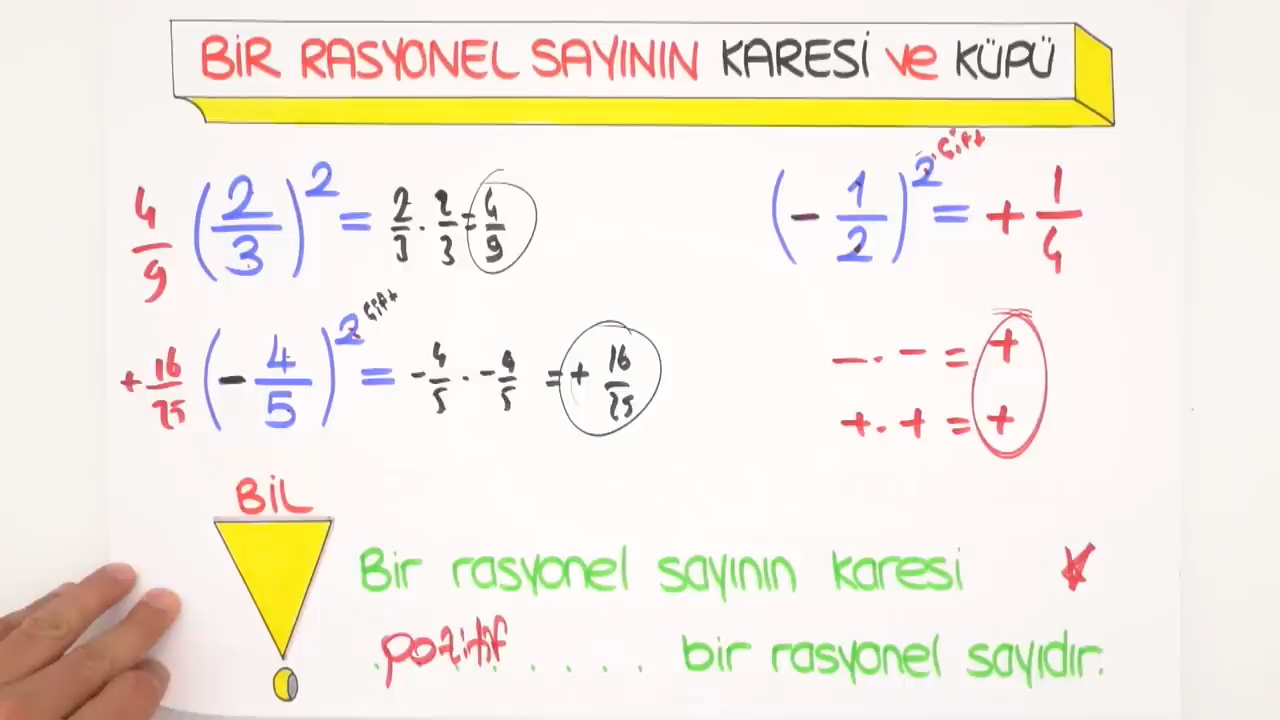 BİR RASYONEL SAYININ KARESİ ve KÜPÜ
4/9 (2/3)² = 2/3 . 2/3 = 4/9
(- 1/2)² çift = + 1/4
+ 16/25 (- 4/5)² çift = - 4/5 . - 4/5 = + 16/25
- . - = +
+ . + = +
BİL
Bir rasyonel sayının karesi
pozitif . . . . bir rasyonel sayıdır.